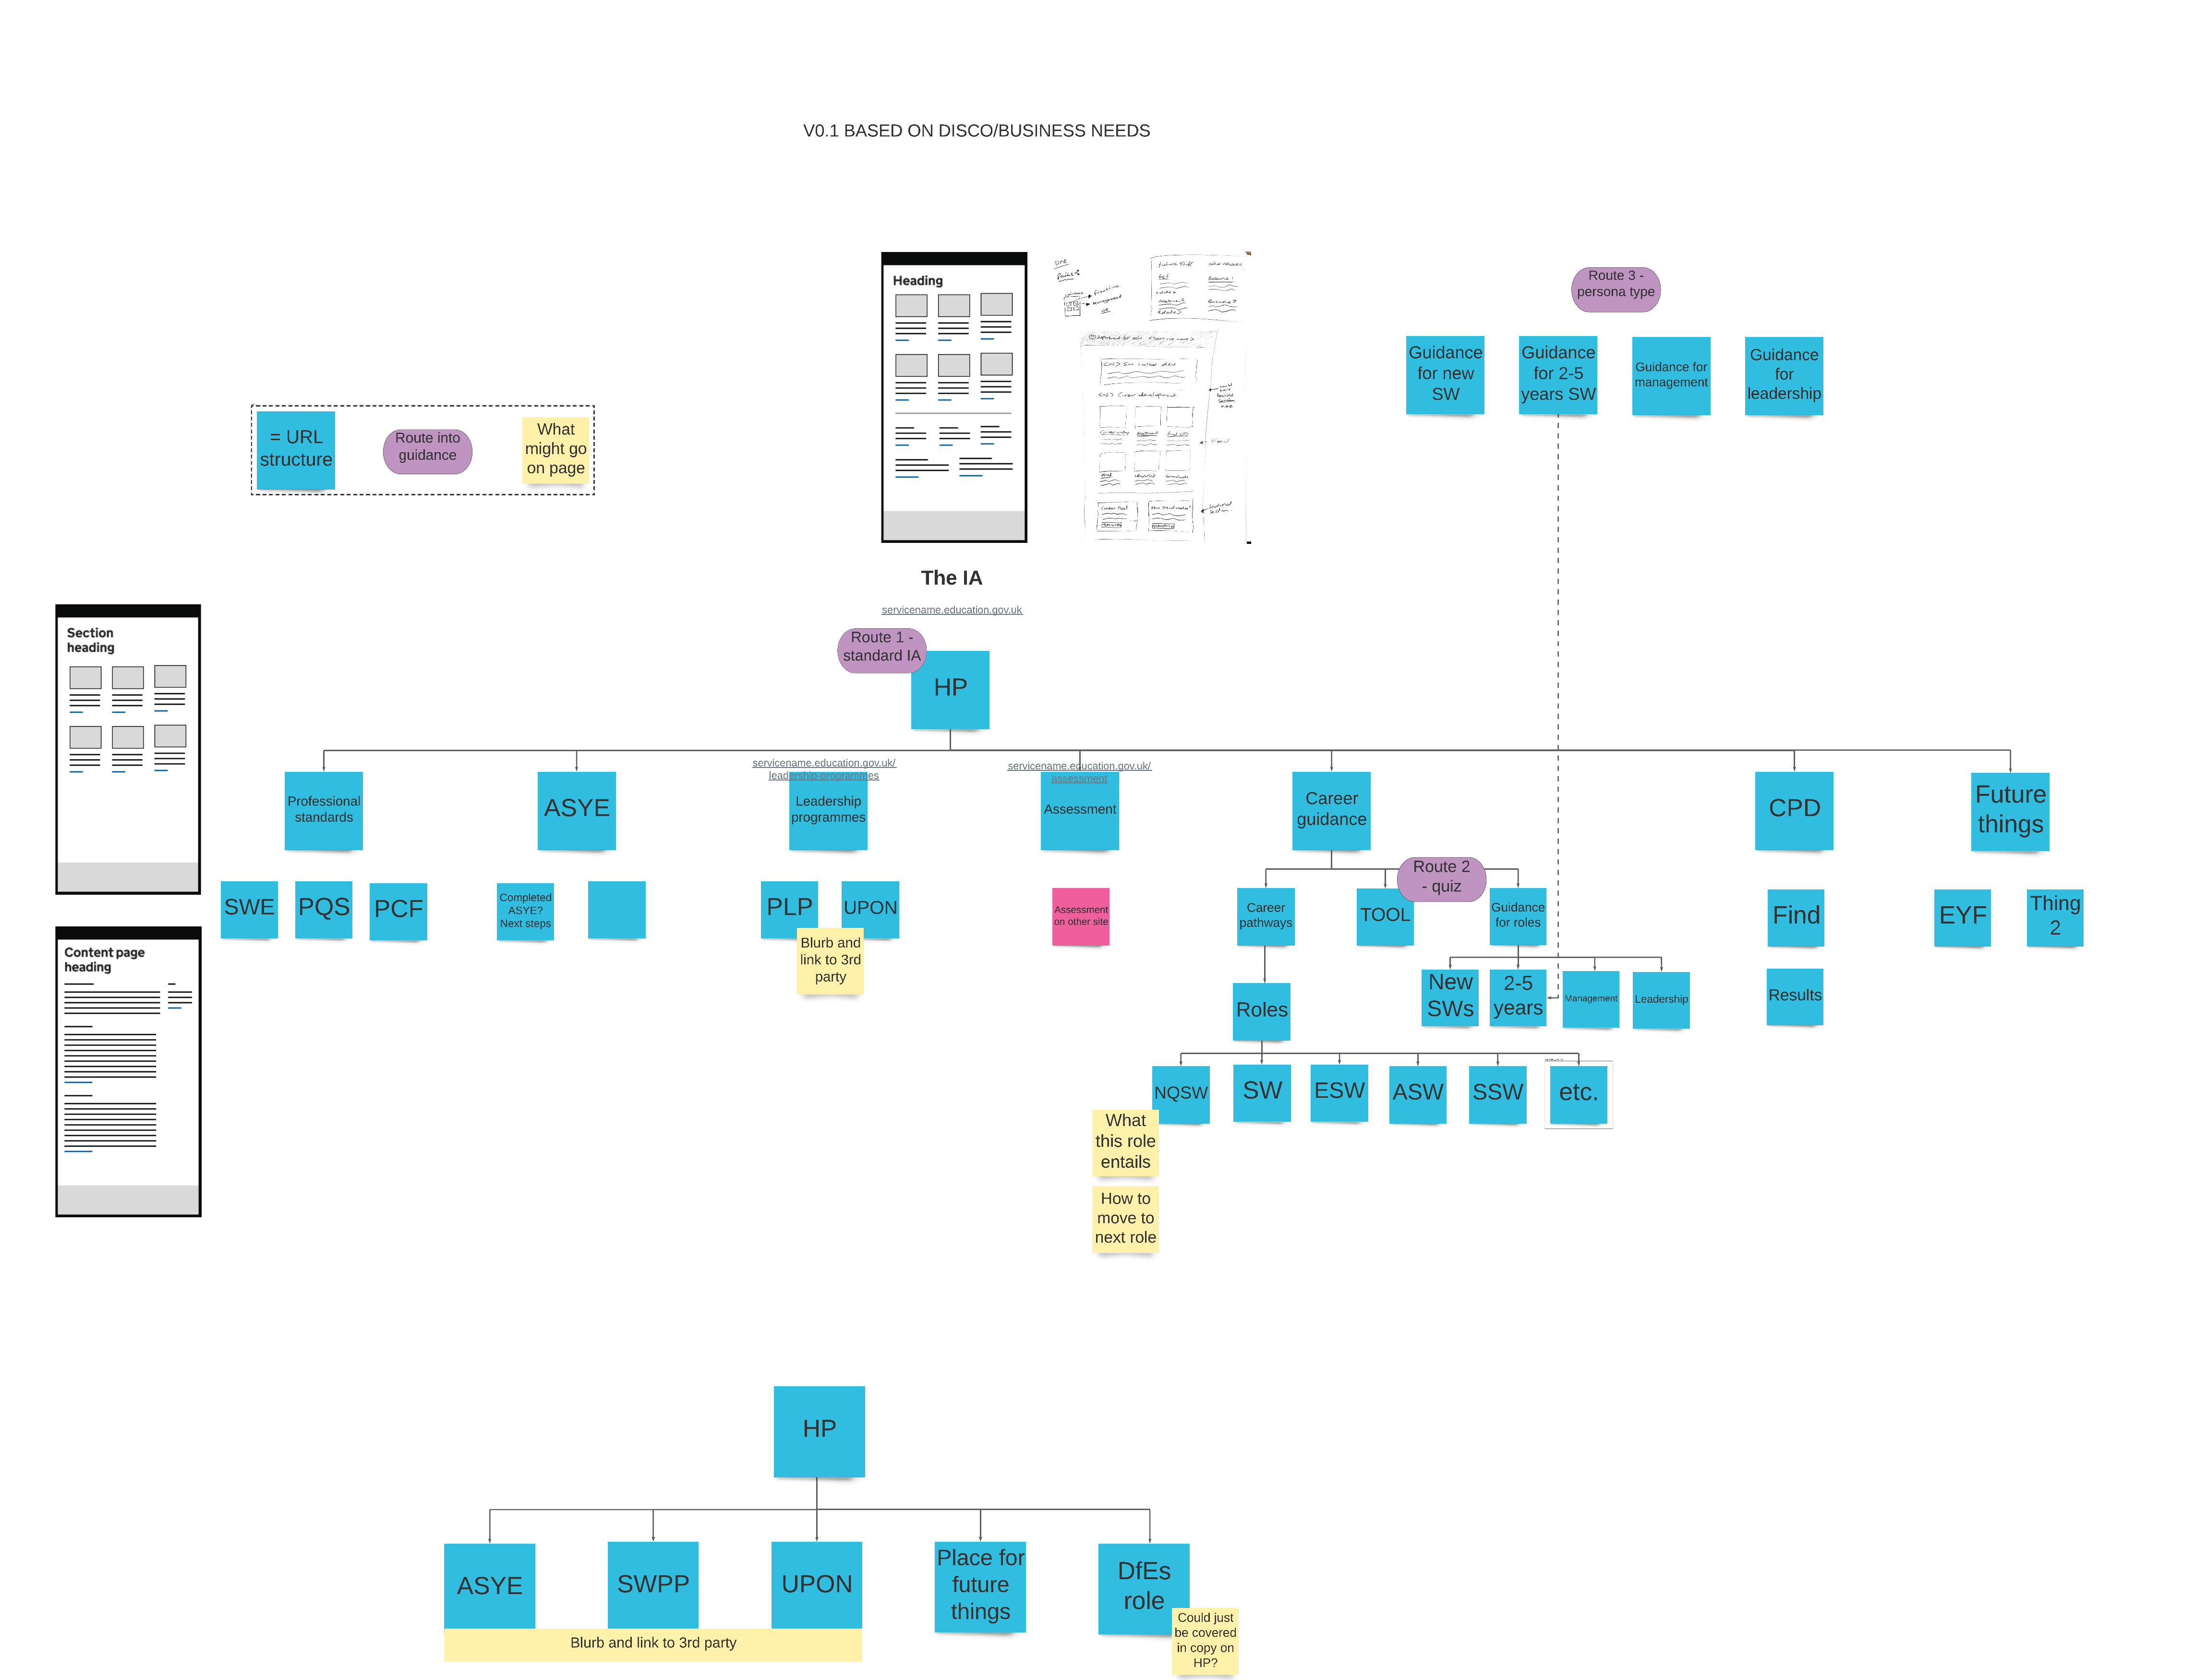 V0.1 BASED ON DISCO/BUSINESS NEEDS
Heading
Route 3 -
persona type
Guidance
for new
SW
Guidance
for 2-5
years SW
Guidance for
management
Guidance
for
leadership
= URL
structure
Route into
guidance
What
might go
on page
The IA
servicename.education.gov.uk
Route 1 -
standard IA
HP
Section
heading
servicename.education.gov.uk/
leadership-programmes
servicename.education.gov.uk/
assessment
Professional
standards
ASYE
Leadership
programmes
Assessment
Career
guidance
CPD
Future
things
Route 2
- quiz
SWE
PQS
PCF
Completed
ASYE?
Next steps
PLP
UPON
Blurb and
link to 3rd
party
Assessment
on other site
Career
pathways
TOOL
Guidance
for roles
Find
EYF
Thing
2
Content page
heading
Roles
New
SWs
2-5
years
Management
Leadership
Results
NQSW
SW
ESW
ASW
SSW
etc.
What
this role
entails
How to
move to
next role
HP
ASYE
SWPP
UPON
Place for
future
things
DfEs
role
Blurb and link to 3rd party
Could just
be covered
in copy on
HP?